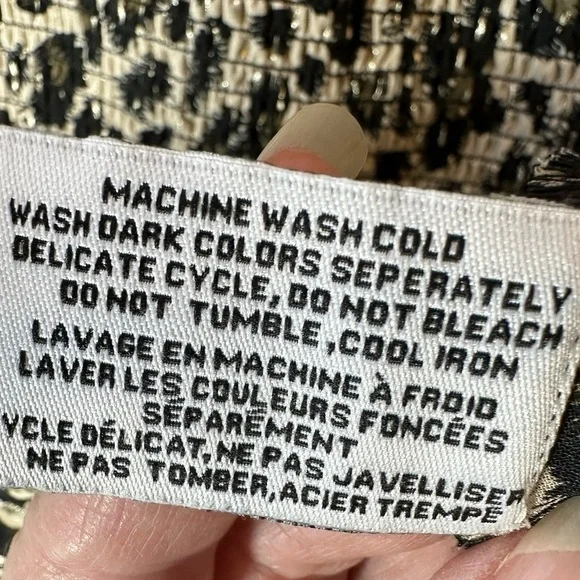 MACHINE WASH COLD
WASH DARK COLORS SEPERATELY
DELICATE CYCLE, DO NOT BLEACH
DO NOT TUMBLE ,COOL IRON
LAVAGE EN MACHINE À FROID
LAVER LES COULEURS FONCÉES
SÉPARÉMENT
YCLE DÉLICAT, NE PAS JAVELLISER
NE PAS TOMBER, ACIER TREMPÉ